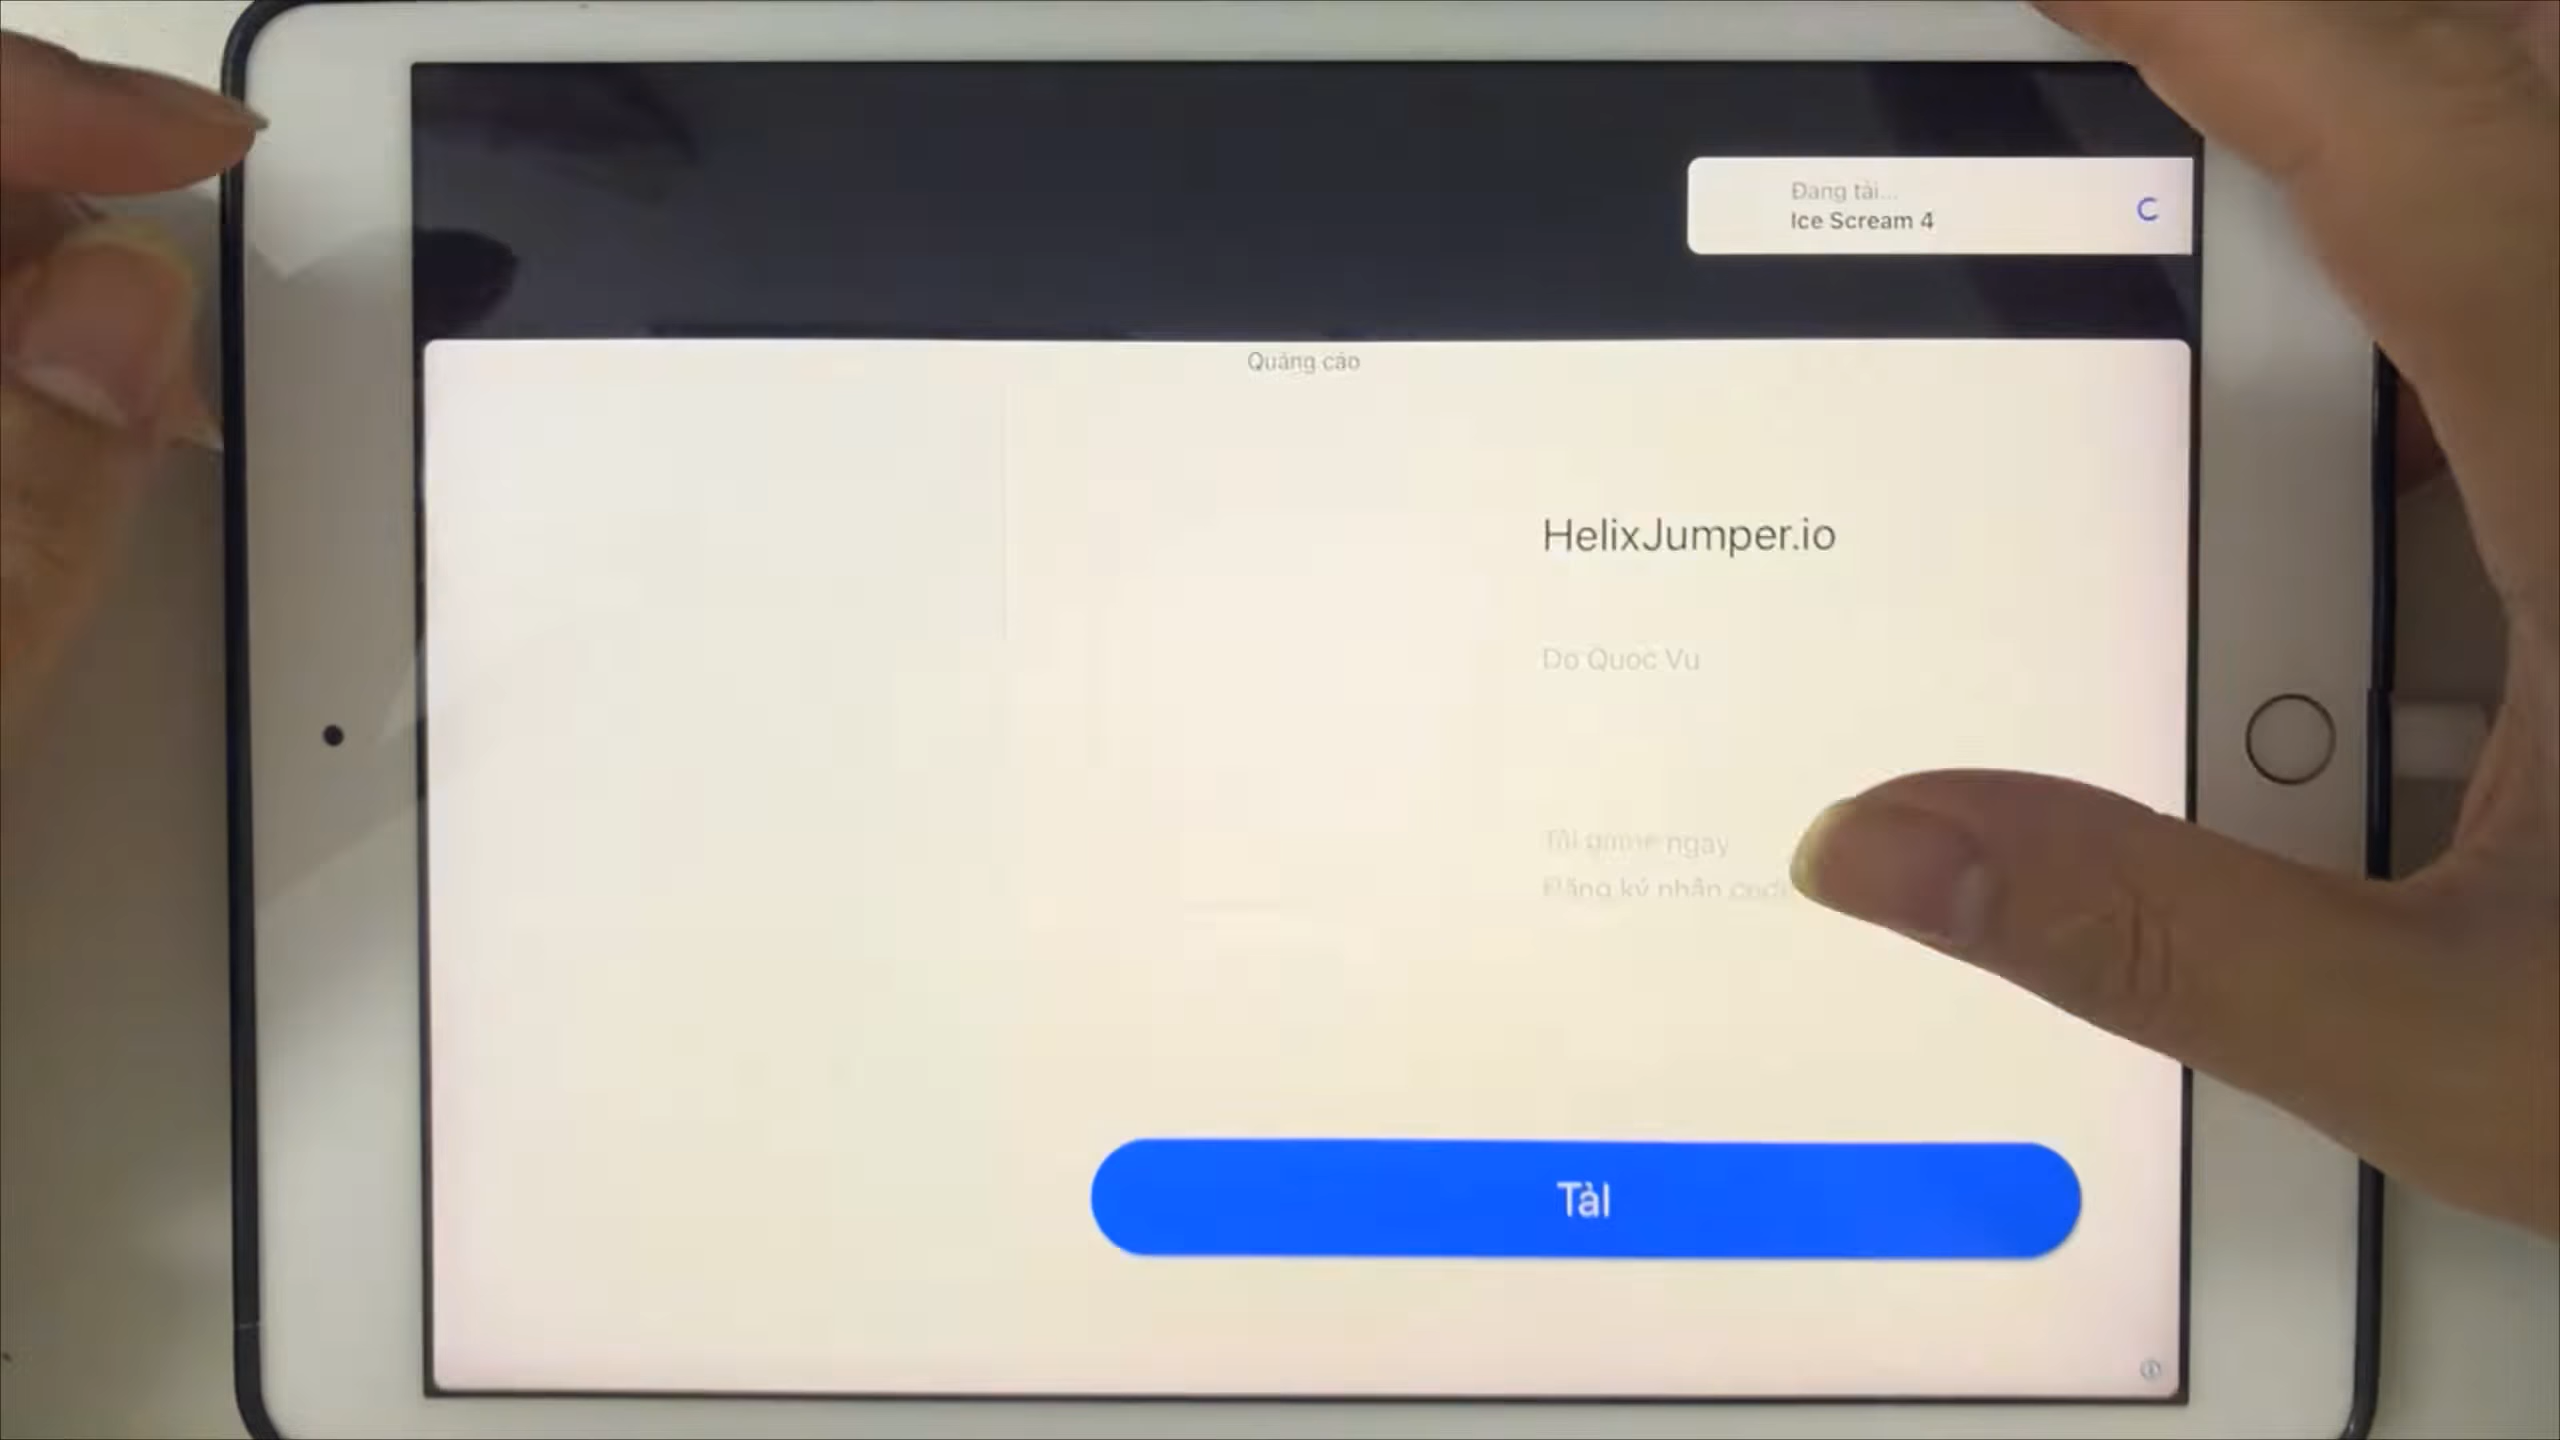 Đang tải...
Ice Scream 4
Quảng cáo
HelixJumper.io
Do Quoc Vu
Tải game ngay
Đăng ký nhận
Tải